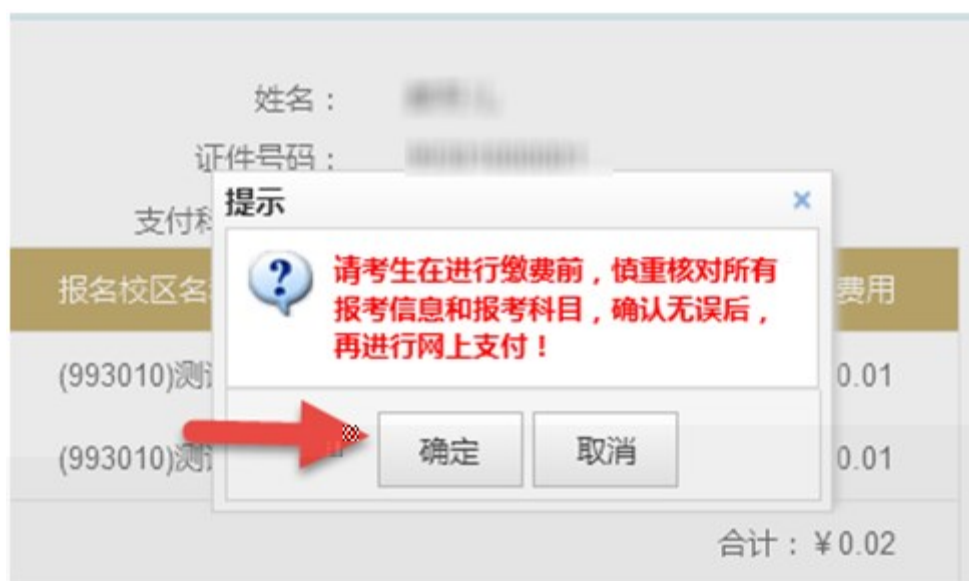 姓名：
证件号码：
支付科
提示
×
请考生在进行缴费前，慎重核对所有
报考信息和报考科目，确认无误后，
再进行网上支付！
报名校区名
费用
(993010)测
0.01
确定 取消
(993010)测
0.01
合计：￥0.02